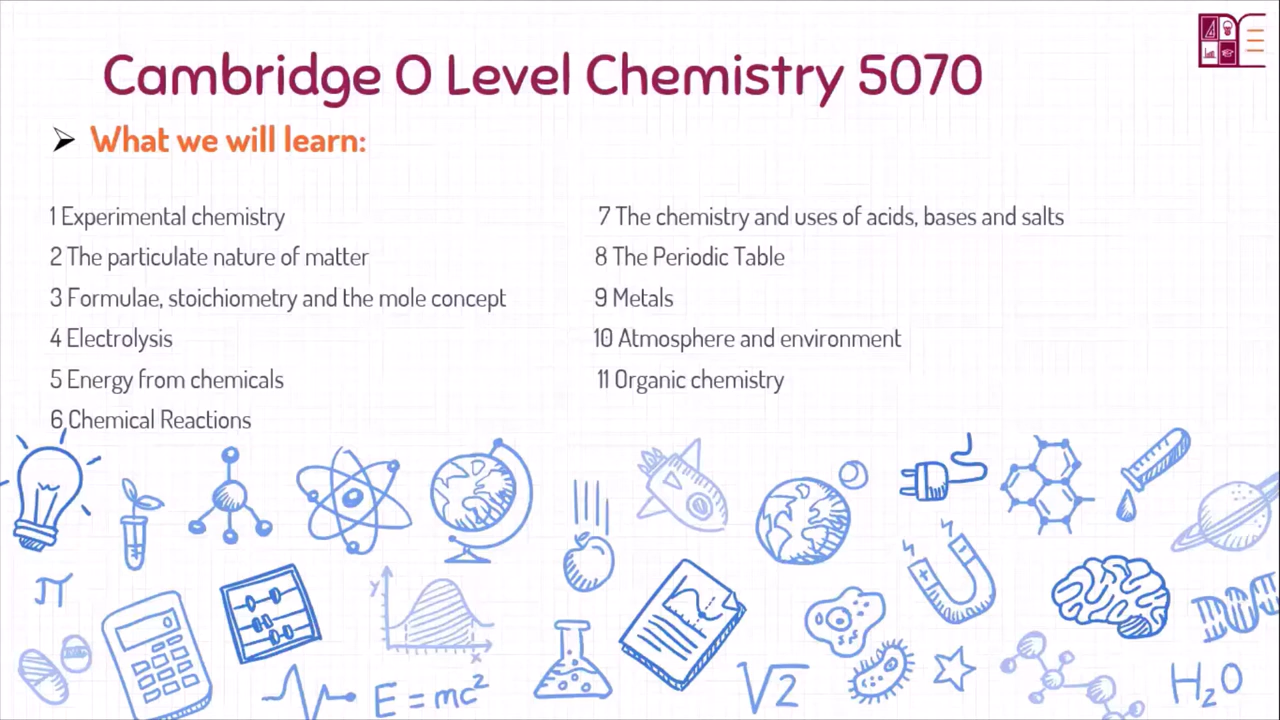 Cambridge O Level Chemistry 5070
What we will learn:
1 Experimental chemistry
2 The particulate nature of matter
3 Formulae, stoichiometry and the mole concept
4 Electrolysis
5 Energy from chemicals
6 Chemical Reactions
7 The chemistry and uses of acids, bases and salts
8 The Periodic Table
9 Metals
10 Atmosphere and environment
11 Organic chemistry
π
y
x
E = mc²
√2
H₂O